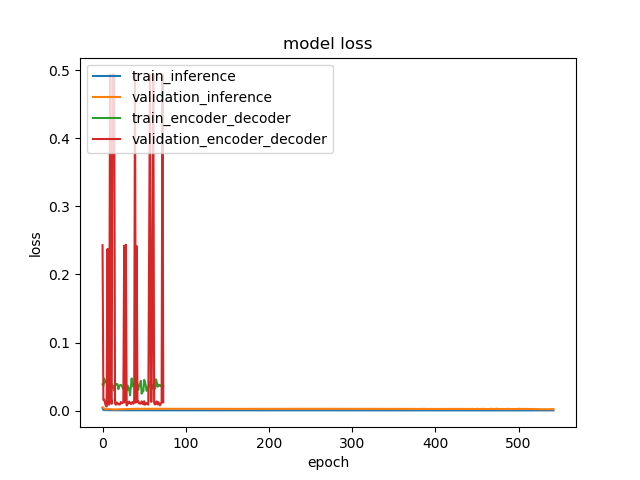 model loss
train_inference
validation_inference
train_encoder_decoder
validation_encoder_decoder
0.5
0.4
0.3
0.2
0.1
0.0
loss
0 100 200 300 400 500
epoch